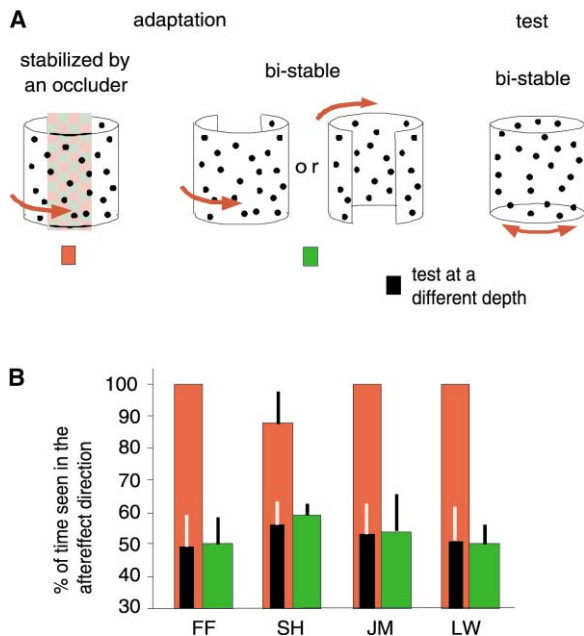 A
adaptation
test
stabilized by
an occluder
bi-stable
bi-stable
or
test at a
different depth
B
% of time seen in the
aftereffect direction
100
90
80
70
60
50
40
30
FF
SH
JM
LW